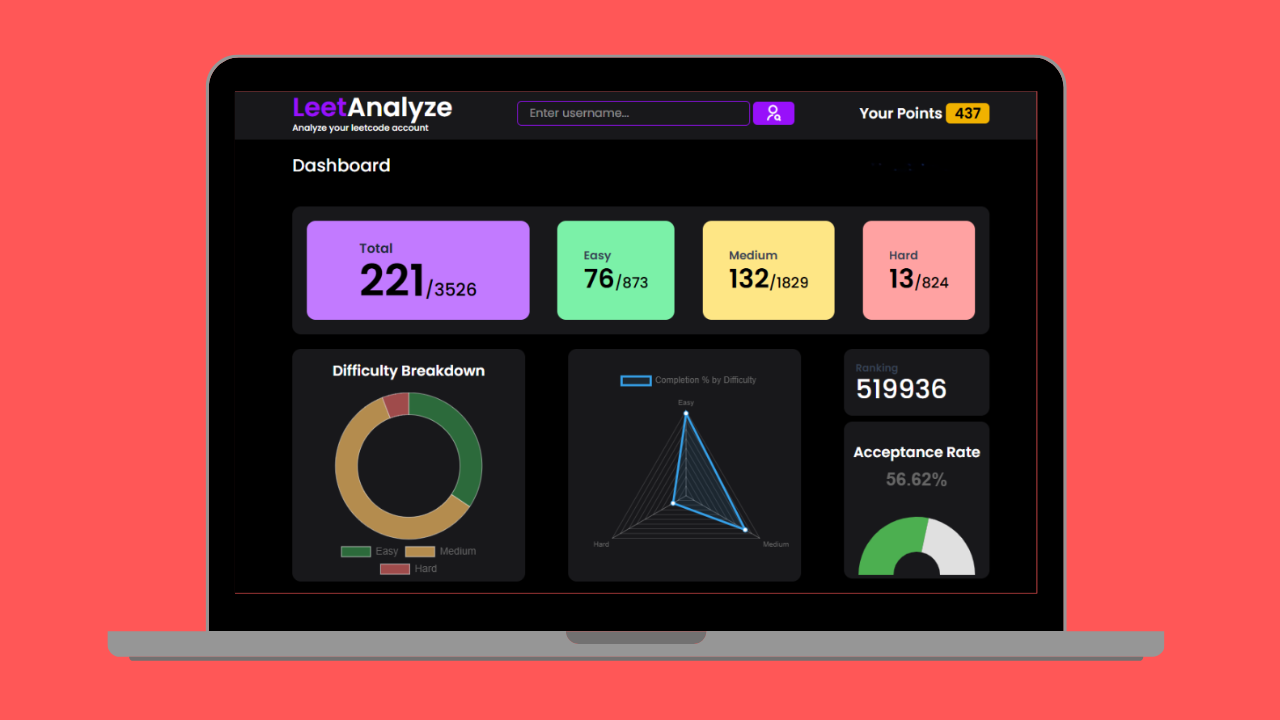 LeetAnalyze
Analyze your leetcode account
Enter username...
Your Points 437
Dashboard
Total
221/3526
Easy
76/873
Medium
132/1829
Hard
13/824
Difficulty Breakdown
Easy Medium
Hard
Completion % by Difficulty
Easy
Hard Medium
Ranking
519936
Acceptance Rate
56.62%